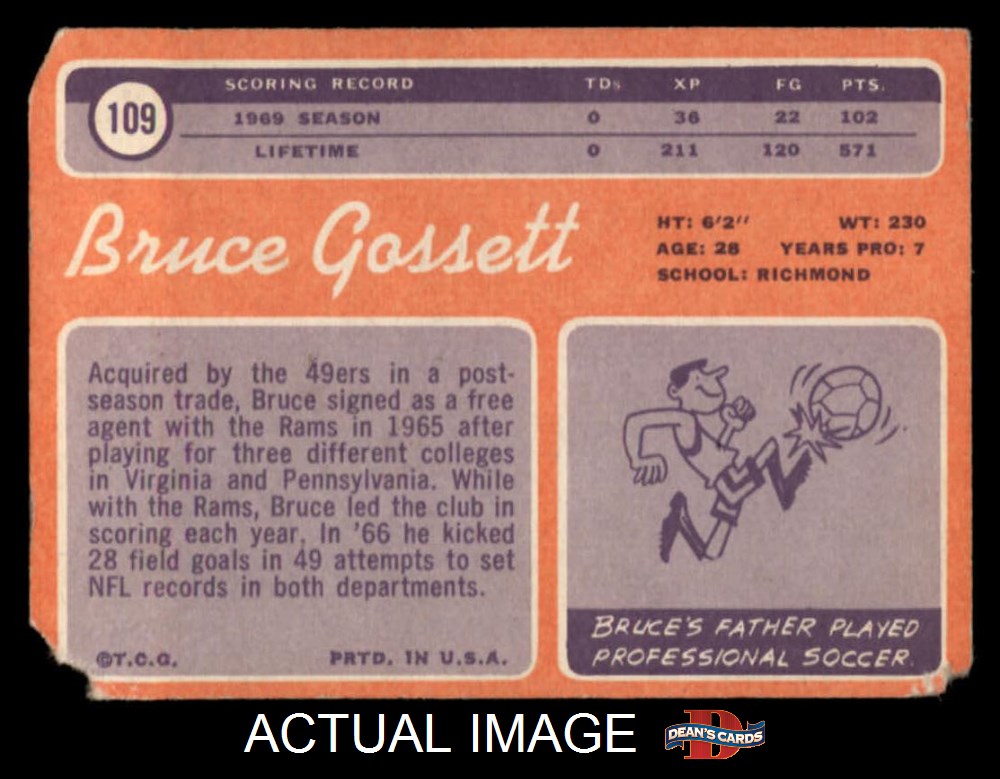 109
SCORING RECORD TDs XP FG PTS.
1969 SEASON 0 36 22 102
LIFETIME 0 211 120 571
Bruce Gossett
HT: 6'2" WT: 230
AGE: 28 YEARS PRO: 7
SCHOOL: RICHMOND
Acquired by the 49ers in a post-
season trade, Bruce signed as a free
agent with the Rams in 1965 after
playing for three different colleges
in Virginia and Pennsylvania. While
with the Rams, Bruce led the club in
scoring each year. In '66 he kicked
28 field goals in 49 attempts to set
NFL records in both departments.
©T.C.G. PRTD. IN U.S.A.
BRUCE'S FATHER PLAYED
PROFESSIONAL SOCCER.
ACTUAL IMAGE
D
DEAN'S CARDS